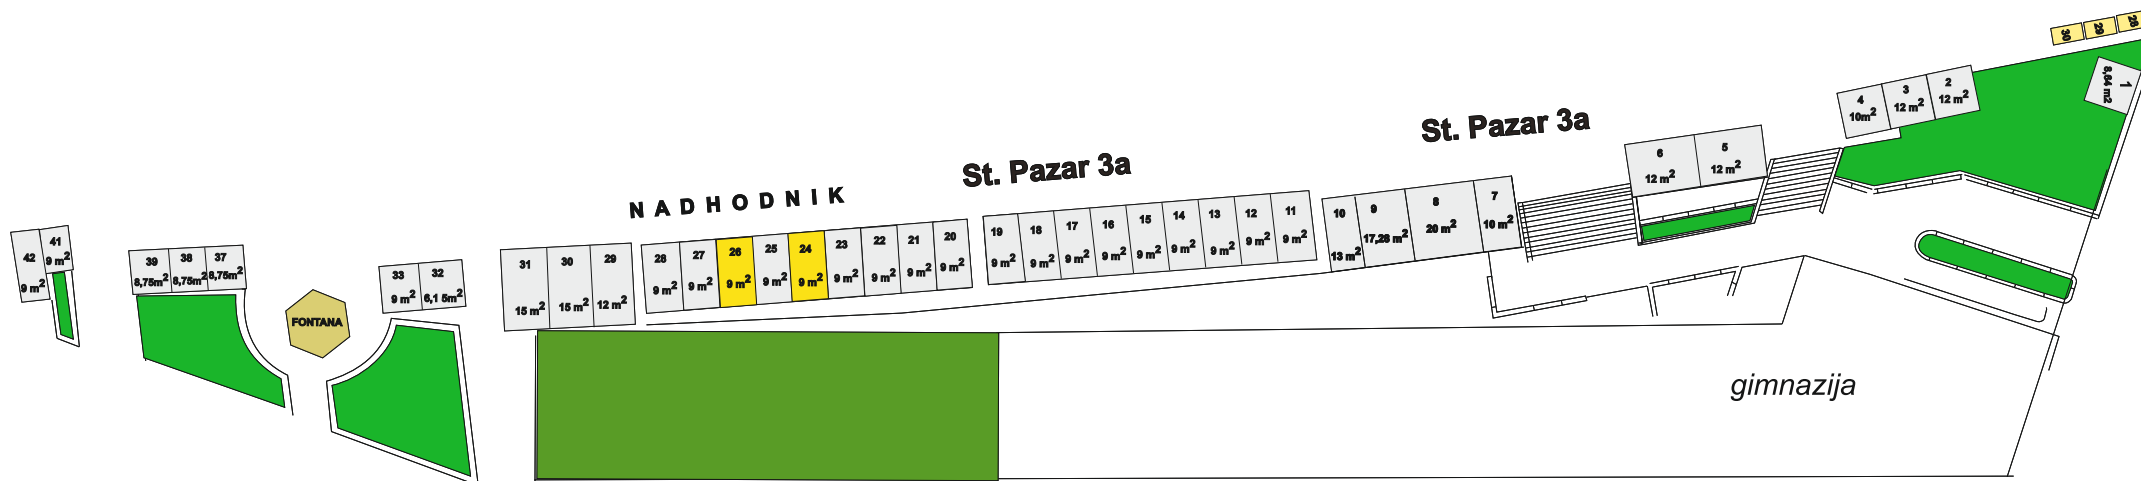 42
9 m²
41
9 m²
39
8,75m²
38
8,75m²
37
8,75m²
FONTANA
33
9 m²
32
6,15m²
31
15 m²
30
15 m²
29
12 m²
NADHODNIK
28
9 m²
27
9 m²
26
9 m²
25
9 m²
24
9 m²
23
9 m²
22
9 m²
21
9 m²
20
9 m²
St. Pazar 3a
19
9 m²
18
9 m²
17
9 m²
16
9 m²
15
9 m²
14
9 m²
13
9 m²
12
9 m²
11
9 m²
10
13 m²
9
17,28 m²
8
20 m²
7
10 m²
St. Pazar 3a
6
12 m²
5
12 m²
4
10m²
3
12 m²
2
12 m²
1
8,64 m2
30
29
28
gimnazija